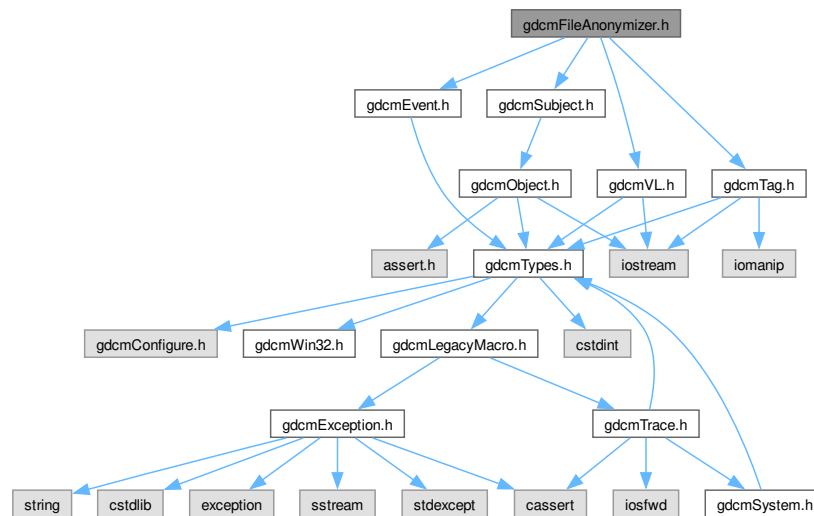 gdcmFileAnonymizer.h
gdcmEvent.h
gdcmSubject.h
gdcmObject.h
gdcmVL.h
gdcmTag.h
assert.h
gdcmTypes.h
iostream
iomanip
gdcmConfigure.h
gdcmWin32.h
gdcmLegacyMacro.h
cstdint
gdcmException.h
gdcmTrace.h
string
cstdlib
exception
sstream
stdexcept
cassert
iosfwd
gdcmSystem.h